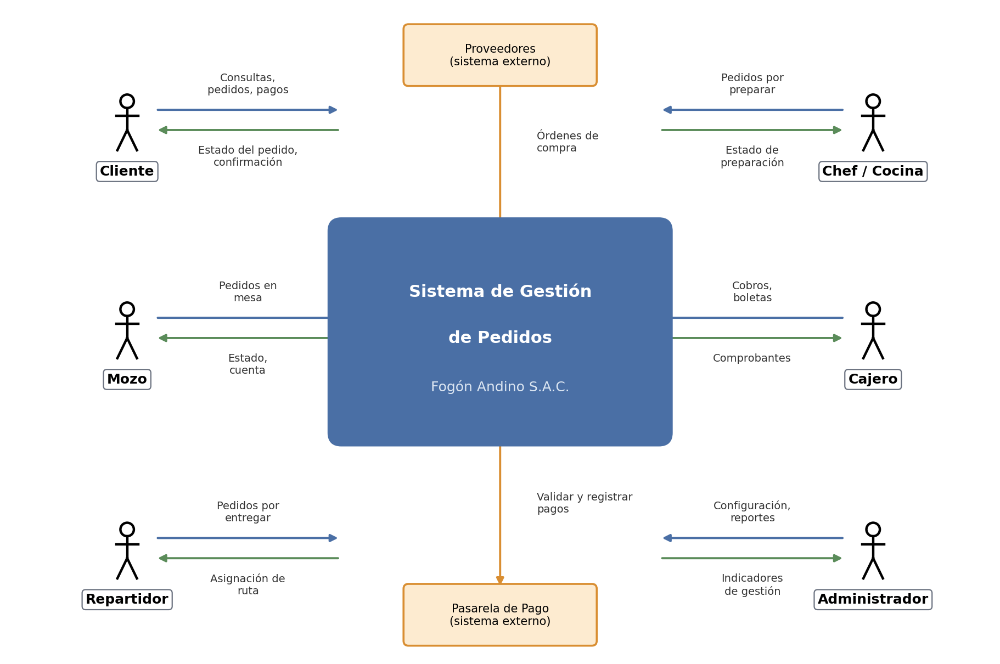 Proveedores
(sistema externo)
Consultas,
pedidos, pagos
Pedidos por
preparar
Órdenes de
compra
Estado del pedido,
confirmación
Estado de
preparación
Cliente
Chef / Cocina
Pedidos en
mesa
Sistema de Gestión
de Pedidos
Fogón Andino S.A.C.
Cobros,
boletas
Estado,
cuenta
Comprobantes
Mozo
Cajero
Pedidos por
entregar
Validar y registrar
pagos
Configuración,
reportes
Asignación de
ruta
Indicadores
de gestión
Repartidor
Administrador
Pasarela de Pago
(sistema externo)